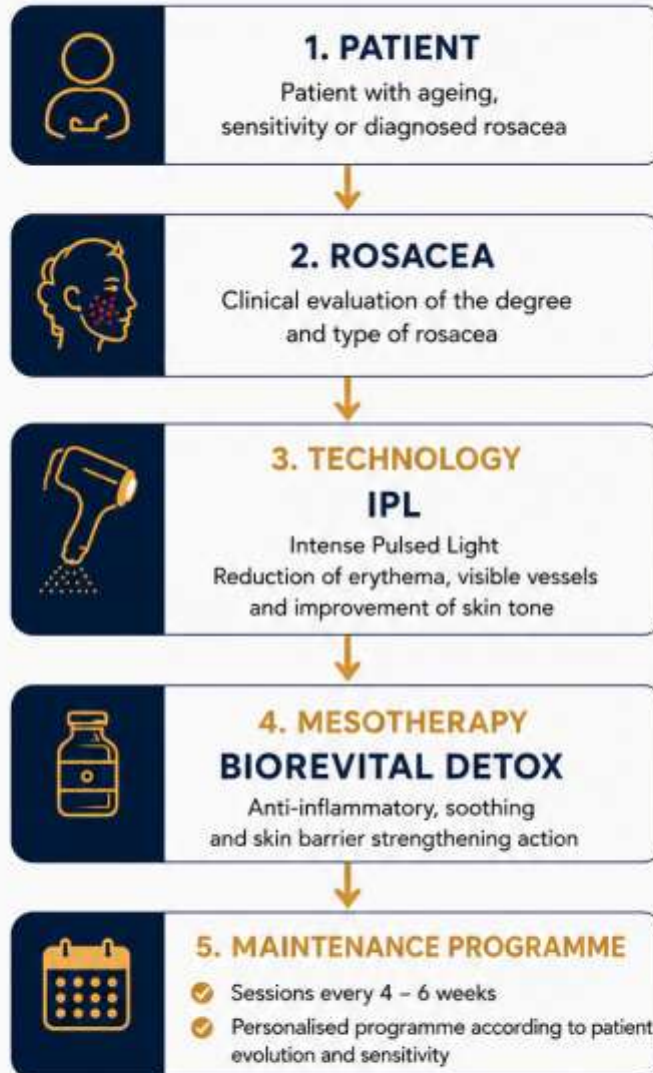 1. PATIENT
Patient with ageing,
sensitivity or diagnosed rosacea
2. ROSACEA
Clinical evaluation of the degree
and type of rosacea
3. TECHNOLOGY
IPL
Intense Pulsed Light
Reduction of erythema, visible vessels
and improvement of skin tone
4. MESOTHERAPY
BIOREVITAL DETOX
Anti-inflammatory, soothing
and skin barrier strengthening action
5. MAINTENANCE PROGRAMME
Sessions every 4 – 6 weeks
Personalised programme according to patient
evolution and sensitivity